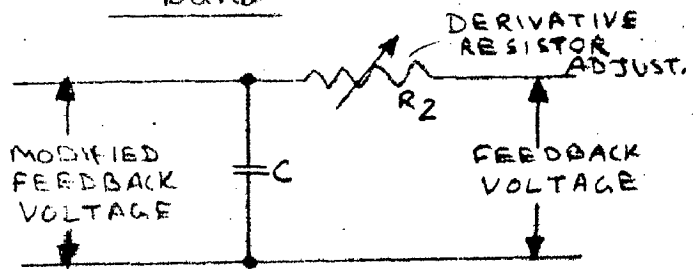 DERIVATIVE
RESISTOR
ADJUST.
R2
MODIFIED
FEEDBACK
VOLTAGE
C
FEEDBACK
VOLTAGE